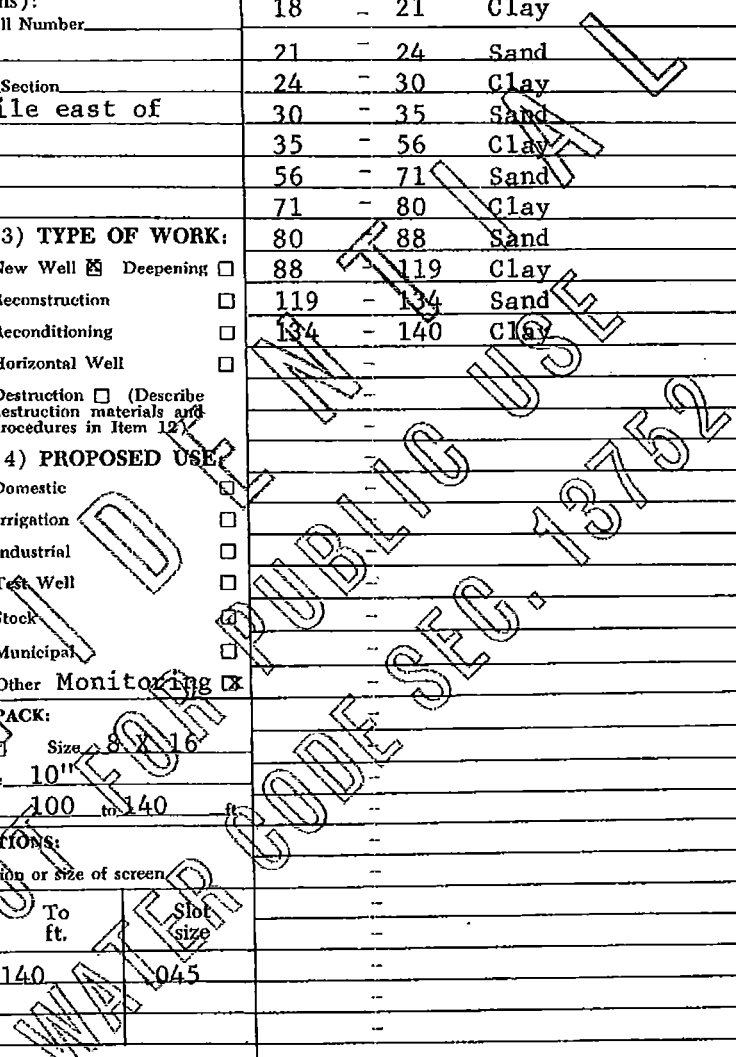 ns):
ll Number
Section
ile east of
3) TYPE OF WORK:
New Well ☒ Deepening ☐
Reconstruction ☐
Reconditioning ☐
Horizontal Well ☐
Destruction ☐ (Describe
destruction materials and
procedures in Item 12)
4) PROPOSED USE:
Domestic ☐
Irrigation ☐
Industrial ☐
Test Well ☐
Stock ☐
Municipal ☐
Other Monitoring ☒
PACK:
Size 8 X 16
10"
100 to 140 ft.
TIONS:
ion or size of screen
To
ft.
Slot
size
140 .045
18 - 21 Clay
21 - 24 Sand
24 - 30 Clay
30 - 35 Sand
35 - 56 Clay
56 - 71 Sand
71 - 80 Clay
80 88 Sand
88 119 Clay
119 - 134 Sand
134 - 140 Clay
IDENTIAL
FOR PUBLIC USE
WATER CODE SEC. 13752